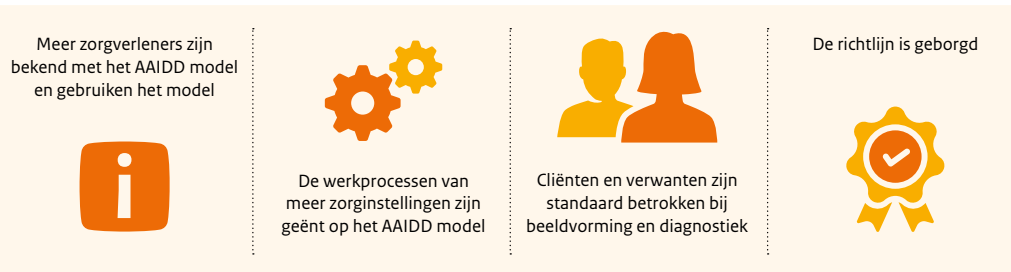 Meer zorgverleners zijn
bekend met het AAIDD model
en gebruiken het model
De werkprocessen van
meer zorginstellingen zijn
geënt op het AAIDD model
Cliënten en verwanten zijn
standaard betrokken bij
beeldvorming en diagnostiek
De richtlijn is geborgd